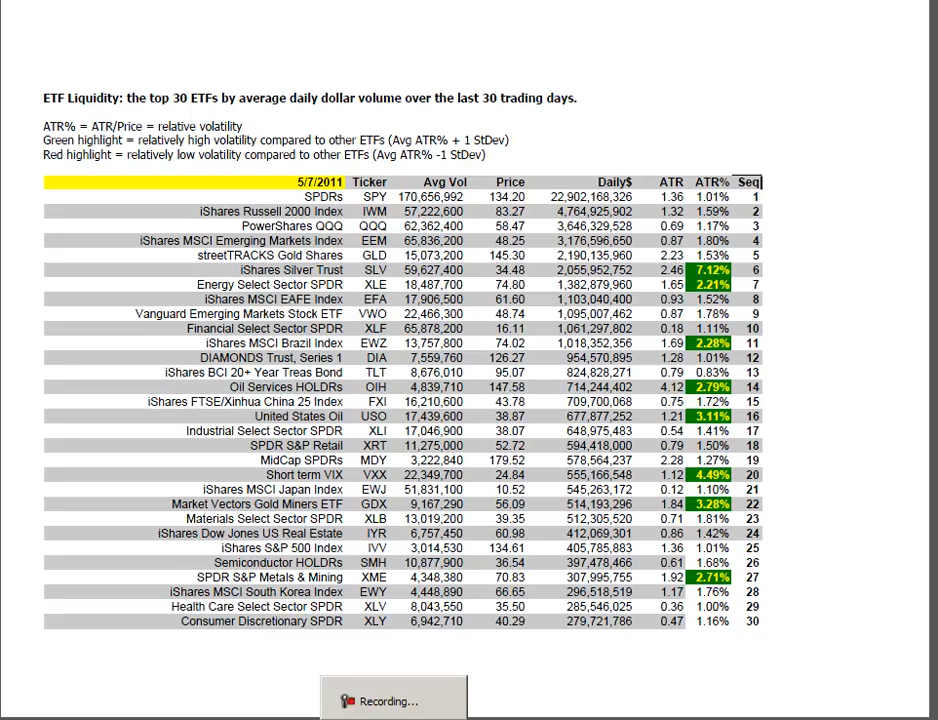 ETF Liquidity: the top 30 ETFs by average daily dollar volume over the last 30 trading days.
ATR% = ATR/Price = relative volatility
Green highlight = relatively high volatility compared to other ETFs (Avg ATR% + 1 StDev)
Red highlight = relatively low volatility compared to other ETFs (Avg ATR% -1 StDev)
5/7/2011 Ticker Avg Vol Price Daily$ ATR ATR% Seq
SPDRs SPY 170,656,992 134.20 22,902,168,326 1.36 1.01% 1
iShares Russell 2000 Index IWM 57,222,600 83.27 4,764,925,902 1.32 1.59% 2
PowerShares QQQ QQQ 62,362,400 58.47 3,646,329,528 0.69 1.17% 3
iShares MSCI Emerging Markets Index EEM 65,836,200 48.25 3,176,596,650 0.87 1.80% 4
streetTRACKS Gold Shares GLD 15,073,200 145.30 2,190,135,960 2.23 1.53% 5
iShares Silver Trust SLV 59,627,400 34.48 2,055,952,752 2.46 7.12% 6
Energy Select Sector SPDR XLE 18,487,700 74.80 1,382,879,960 1.65 2.21% 7
iShares MSCI EAFE Index EFA 17,906,500 61.60 1,103,040,400 0.93 1.52% 8
Vanguard Emerging Markets Stock ETF VWO 22,466,300 48.74 1,095,007,462 0.87 1.78% 9
Financial Select Sector SPDR XLF 65,878,200 16.11 1,061,297,802 0.18 1.11% 10
iShares MSCI Brazil Index EWZ 13,757,800 74.02 1,018,352,356 1.69 2.28% 11
DIAMONDS Trust, Series 1 DIA 7,559,760 126.27 954,570,895 1.28 1.01% 12
iShares BCI 20+ Year Treas Bond TLT 8,676,010 95.07 824,828,271 0.79 0.83% 13
Oil Services HOLDRs OIH 4,839,710 147.58 714,244,402 4.12 2.79% 14
iShares FTSE/Xinhua China 25 Index FXI 16,210,600 43.78 709,700,068 0.75 1.72% 15
United States Oil USO 17,439,600 38.87 677,877,252 1.21 3.11% 16
Industrial Select Sector SPDR XLI 17,046,900 38.07 648,975,483 0.54 1.41% 17
SPDR S&P Retail XRT 11,275,000 52.72 594,418,000 0.79 1.50% 18
MidCap SPDRs MDY 3,222,840 179.52 578,564,237 2.28 1.27% 19
Short term VIX VXX 22,349,700 24.84 555,166,548 1.12 4.49% 20
iShares MSCI Japan Index EWJ 51,831,100 10.52 545,263,172 0.12 1.10% 21
Market Vectors Gold Miners ETF GDX 9,167,290 56.09 514,193,296 1.84 3.28% 22
Materials Select Sector SPDR XLB 13,019,200 39.35 512,305,520 0.71 1.81% 23
iShares Dow Jones US Real Estate IYR 6,757,450 60.98 412,069,301 0.86 1.42% 24
iShares S&P 500 Index IVV 3,014,530 134.61 405,785,883 1.36 1.01% 25
Semiconductor HOLDRs SMH 10,877,900 36.54 397,478,466 0.61 1.68% 26
SPDR S&P Metals & Mining XME 4,348,380 70.83 307,995,755 1.92 2.71% 27
iShares MSCI South Korea Index EWY 4,448,890 66.65 296,518,519 1.17 1.76% 28
Health Care Select Sector SPDR XLV 8,043,550 35.50 285,546,025 0.36 1.00% 29
Consumer Discretionary SPDR XLY 6,942,710 40.29 279,721,786 0.47 1.16% 30
Recording...